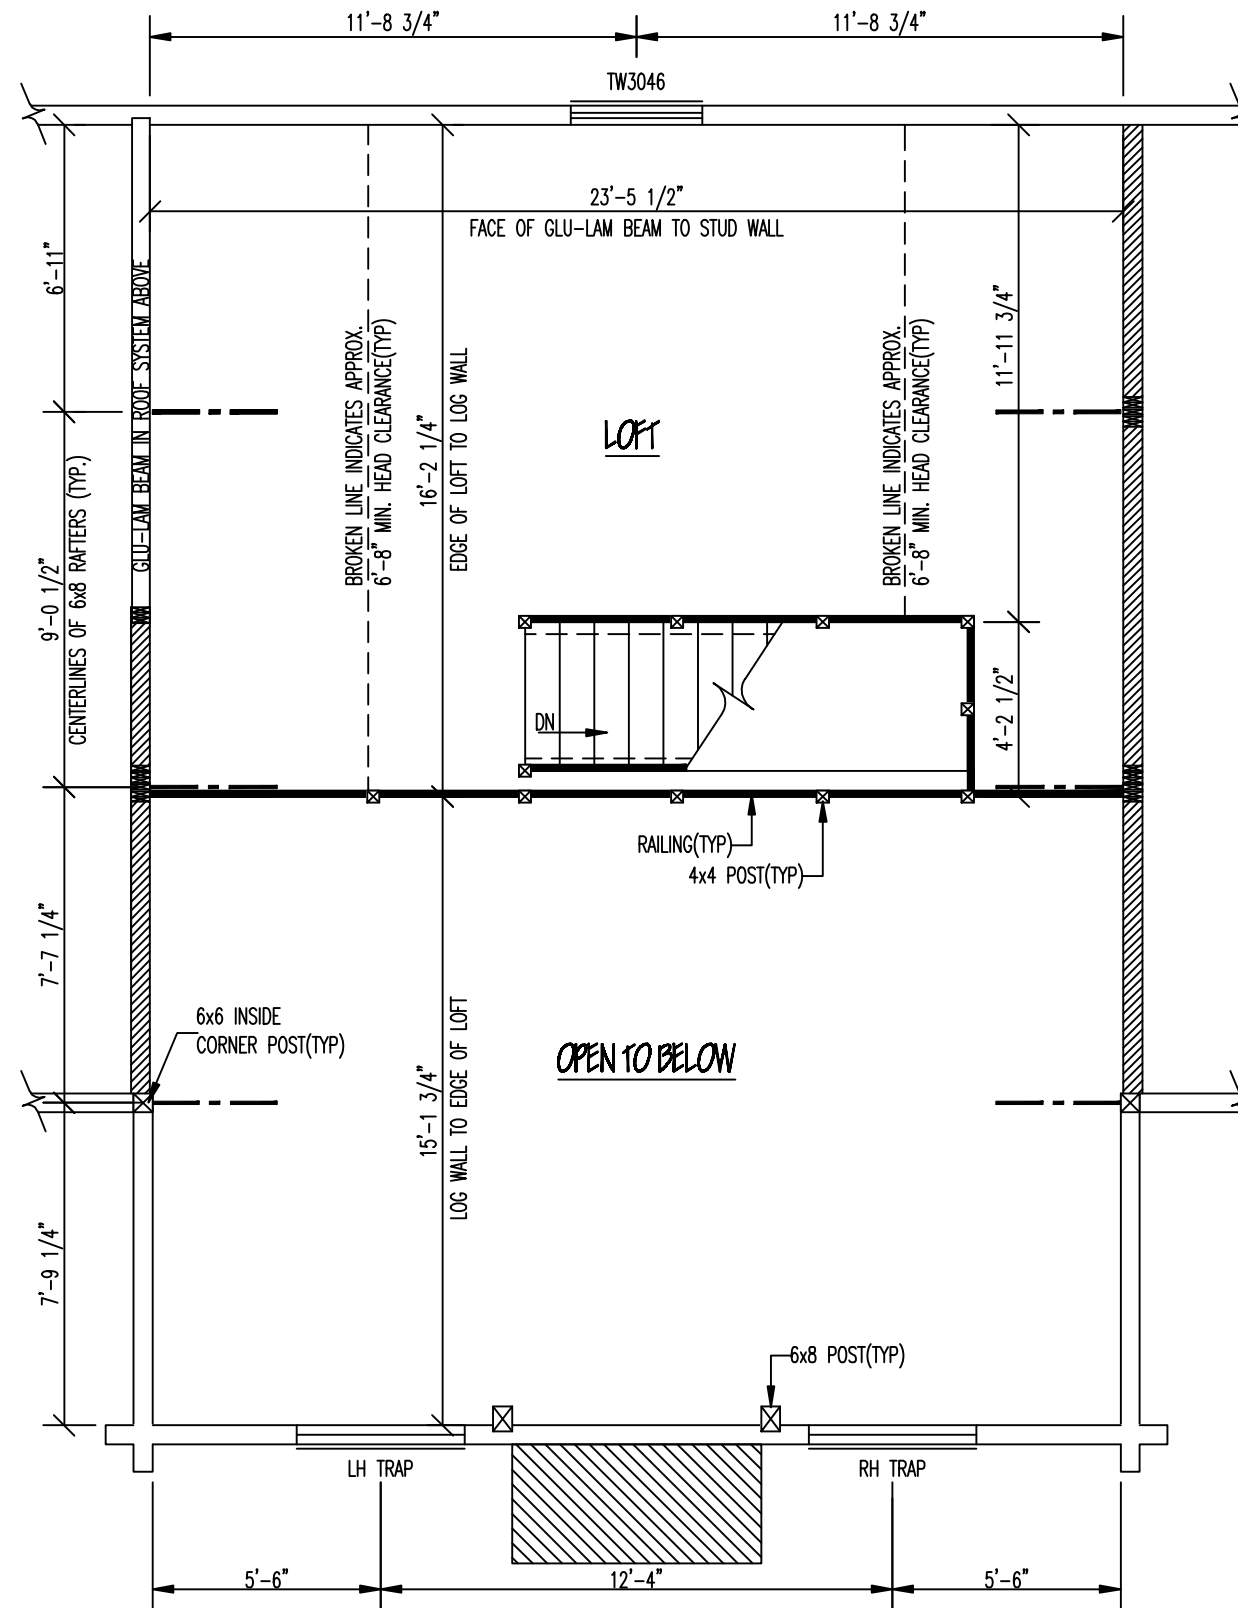 11'-8 3/4"
11'-8 3/4"
TW3046
23'-5 1/2"
FACE OF GLU-LAM BEAM TO STUD WALL
6'-11"
GLU-LAM BEAM IN ROOF SYSTEM ABOVE
BROKEN LINE INDICATES APPROX.
6'-8" MIN. HEAD CLEARANCE(TYP)
16'-2 1/4"
EDGE OF LOFT TO LOG WALL
LOFT
BROKEN LINE INDICATES APPROX.
6'-8" MIN. HEAD CLEARANCE(TYP)
11'-11 3/4"
9'-0 1/2"
CENTERLINES OF 6x8 RAFTERS (TYP.)
DN
4'-2 1/2"
RAILING(TYP)
4x4 POST(TYP)
7'-7 1/4"
6x6 INSIDE
CORNER POST(TYP)
15'-1 3/4"
LOG WALL TO EDGE OF LOFT
OPEN TO BELOW
7'-9 1/4"
6x8 POST(TYP)
LH TRAP
RH TRAP
5'-6"
12'-4"
5'-6"